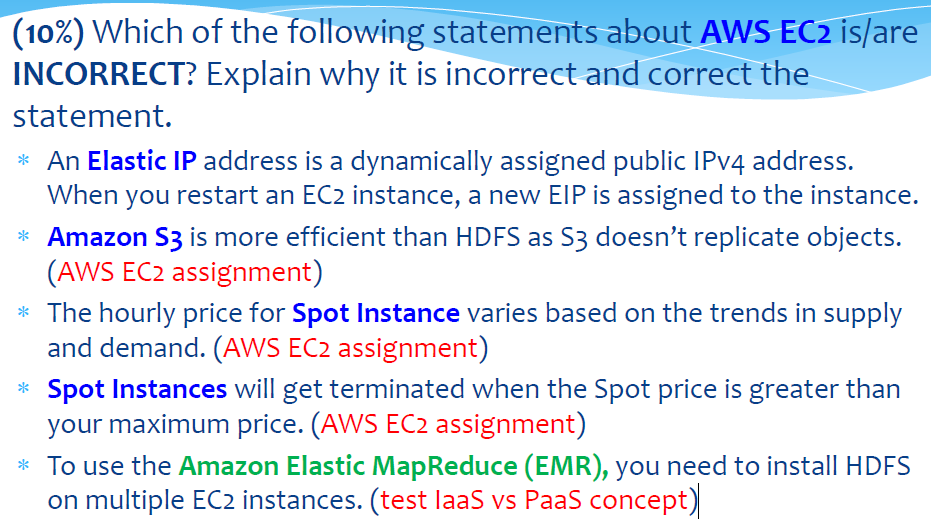 (10%) Which of the following statements about AWS EC2 is/are
INCORRECT? Explain why it is incorrect and correct the
statement.
* An Elastic IP address is a dynamically assigned public IPv4 address.
When you restart an EC2 instance, a new EIP is assigned to the instance.
* Amazon S3 is more efficient than HDFS as S3 doesn’t replicate objects.
(AWS EC2 assignment)
* The hourly price for Spot Instance varies based on the trends in supply
and demand. (AWS EC2 assignment)
* Spot Instances will get terminated when the Spot price is greater than
your maximum price. (AWS EC2 assignment)
* To use the Amazon Elastic MapReduce (EMR), you need to install HDFS
on multiple EC2 instances. (test IaaS vs PaaS concept)